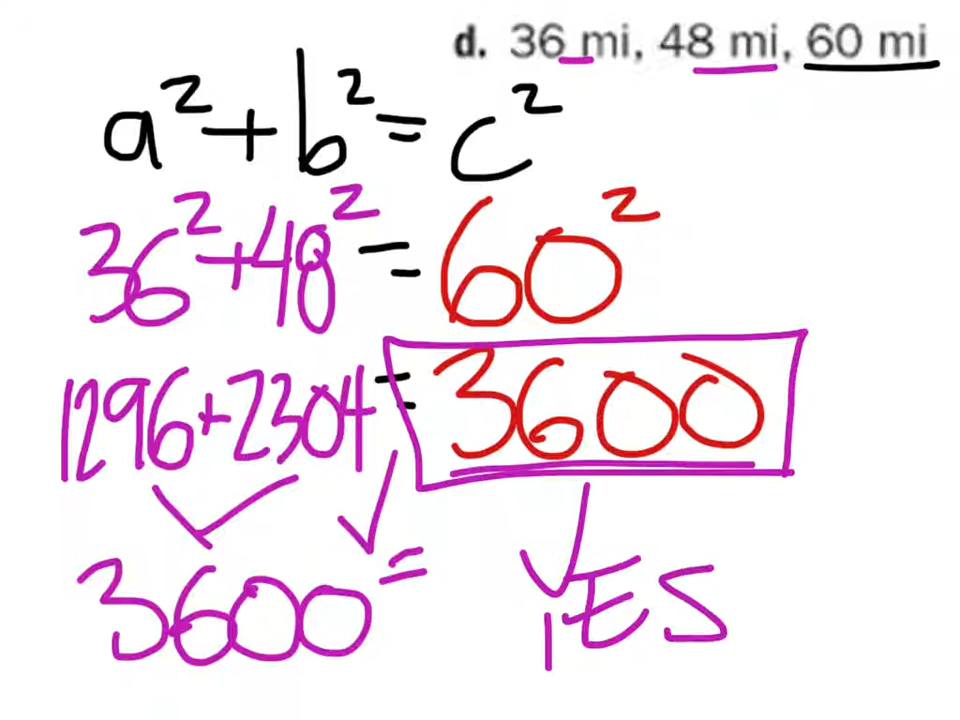 d. 36 mi, 48 mi, 60 mi
a² + b² = c²
36² + 48² = 60²
1296 + 2304 = 3600
3600 = YES